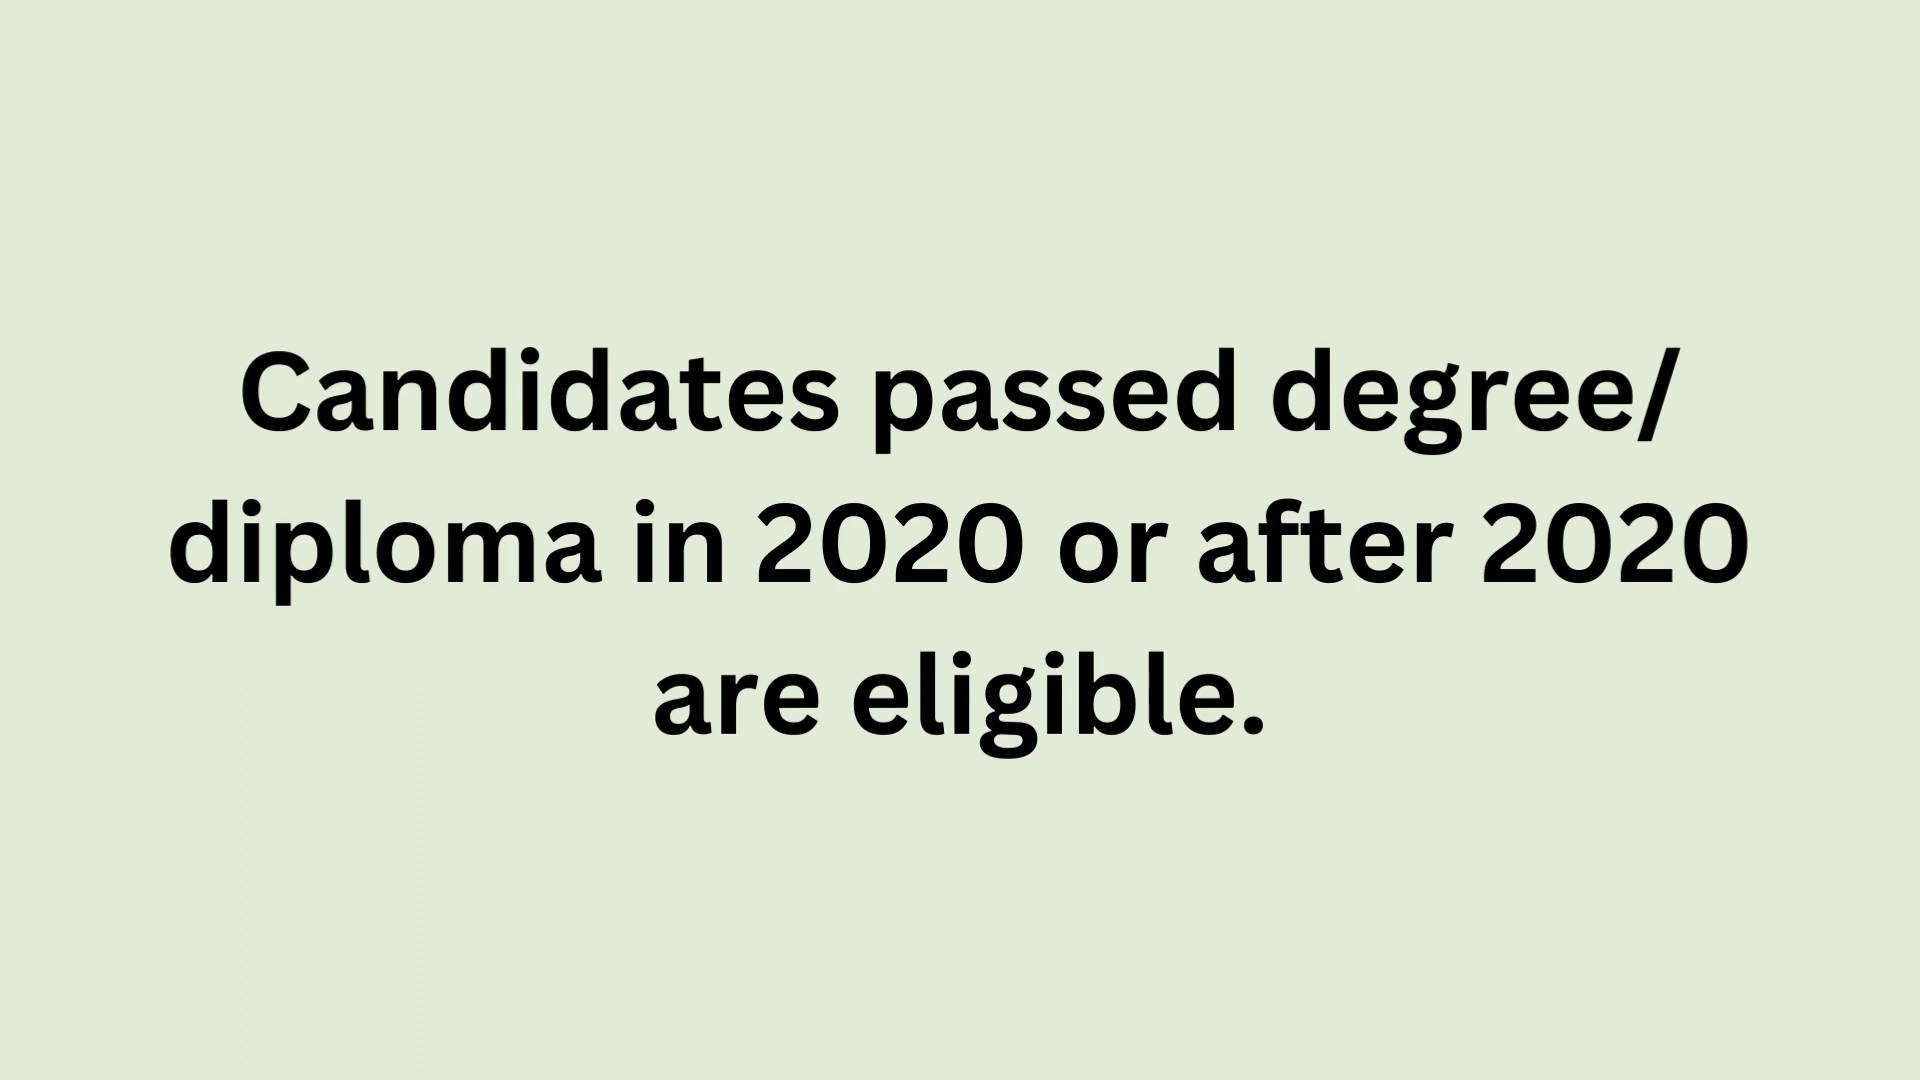 Candidates passed degree/
diploma in 2020 or after 2020
are eligible.